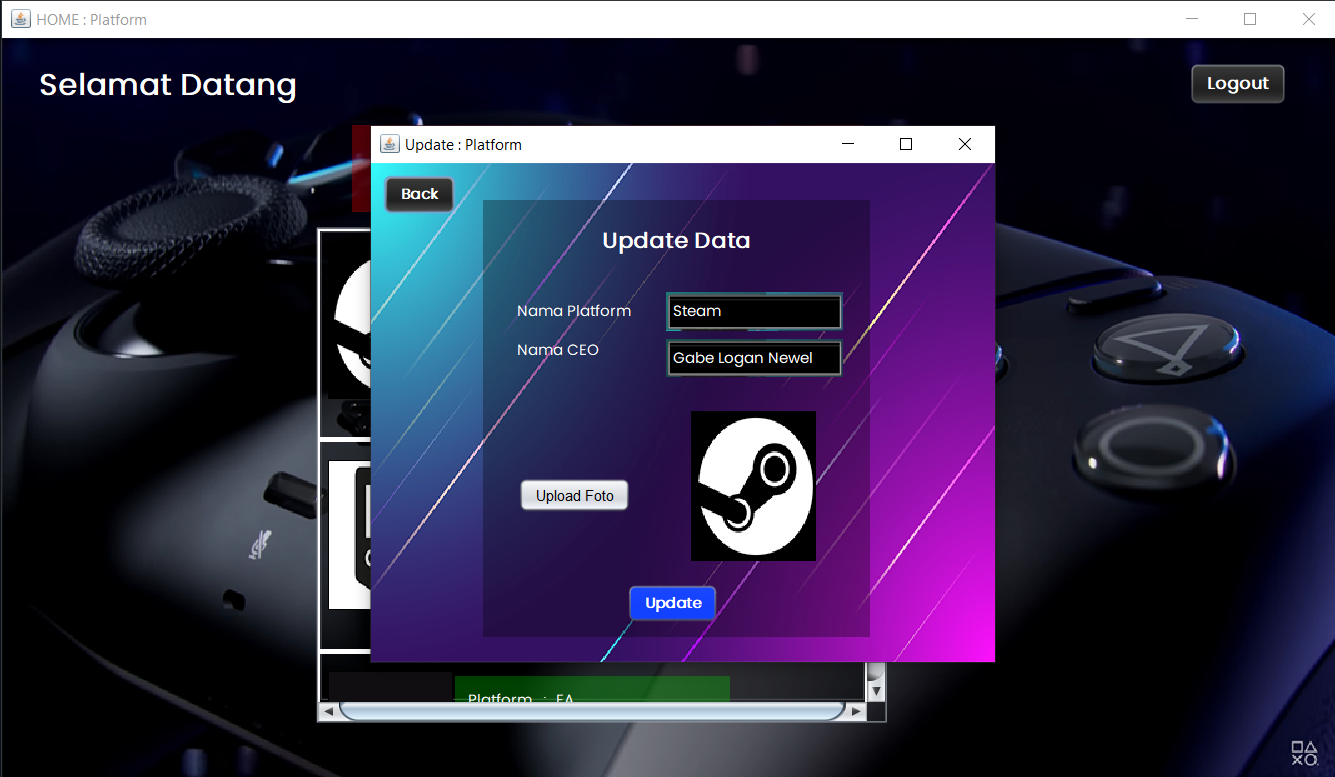 HOME : Platform
Selamat Datang
Logout
Update : Platform
Back
Update Data
Nama Platform
Steam
Nama CEO
Gabe Logan Newel
Upload Foto
Update
Platform : EA